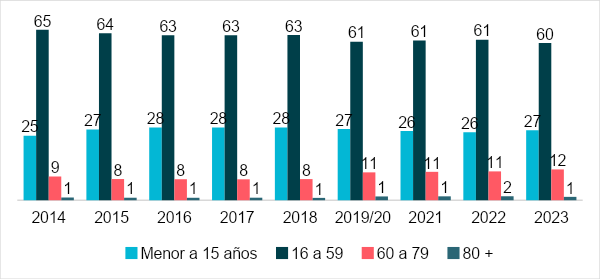 65 64 63 63 63 61 61 61 60
25 27 28 28 28 27 26 26 27
9 8 8 8 8 11 11 11 12
1 1 1 1 1 1 1 2 1
2014 2015 2016 2017 2018 2019/20 2021 2022 2023
Menor a 15 años 16 a 59 60 a 79 80 +